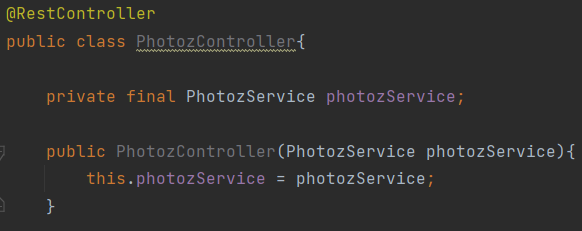 @RestController
public class PhotozController{
private final PhotozService photozService;
public PhotozController(PhotozService photozService){
this.photozService = photozService;
}